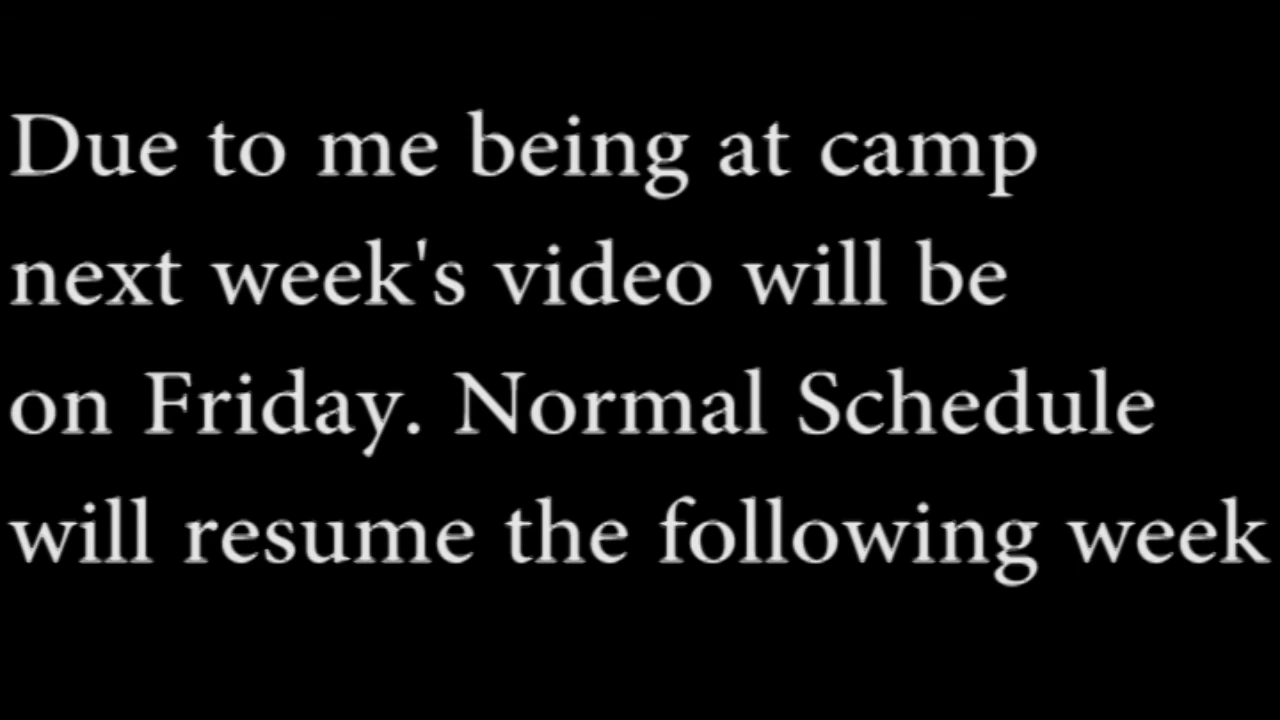 Due to me being at camp
next week's video will be
on Friday. Normal Schedule
will resume the following week